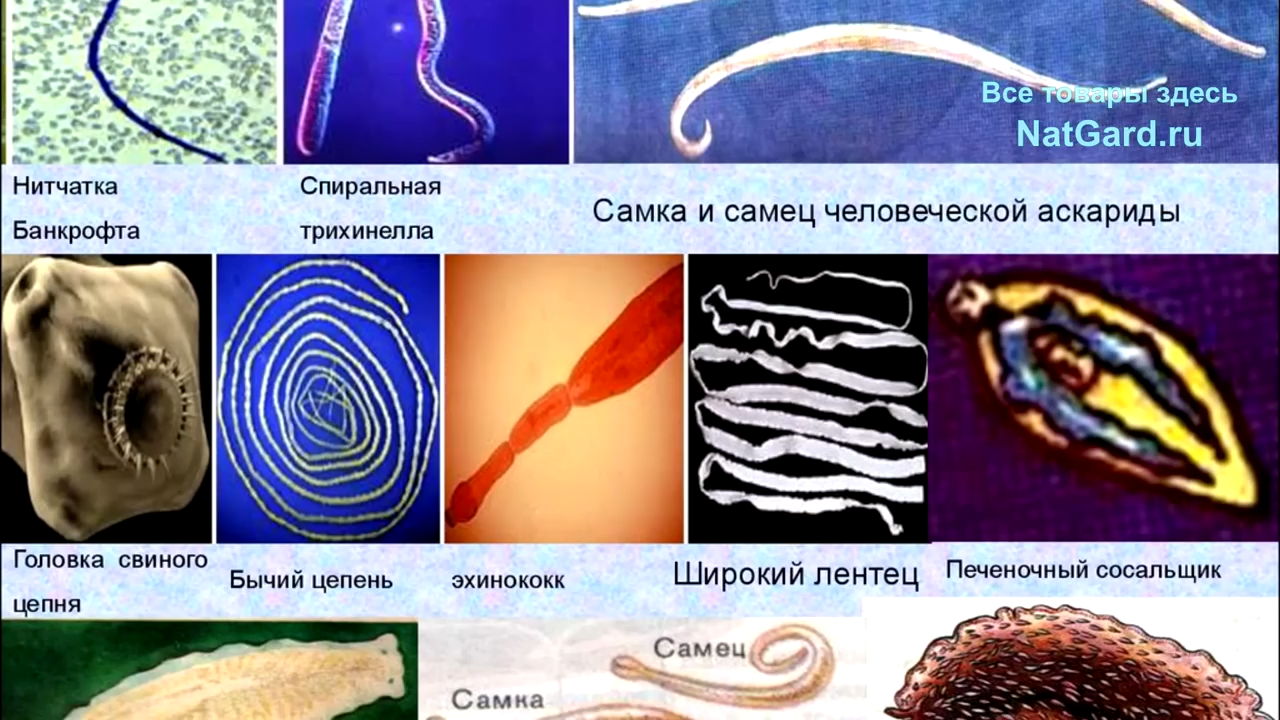 Все товары здесь
NatGard.ru
Нитчатка
Банкрофта
Спиральная
трихинелла
Самка и самец человеческой аскариды
Головка свиного
цепня
Бычий цепень
эхинококк
Широкий лентец
Печеночный сосальщик
Самец
Самка